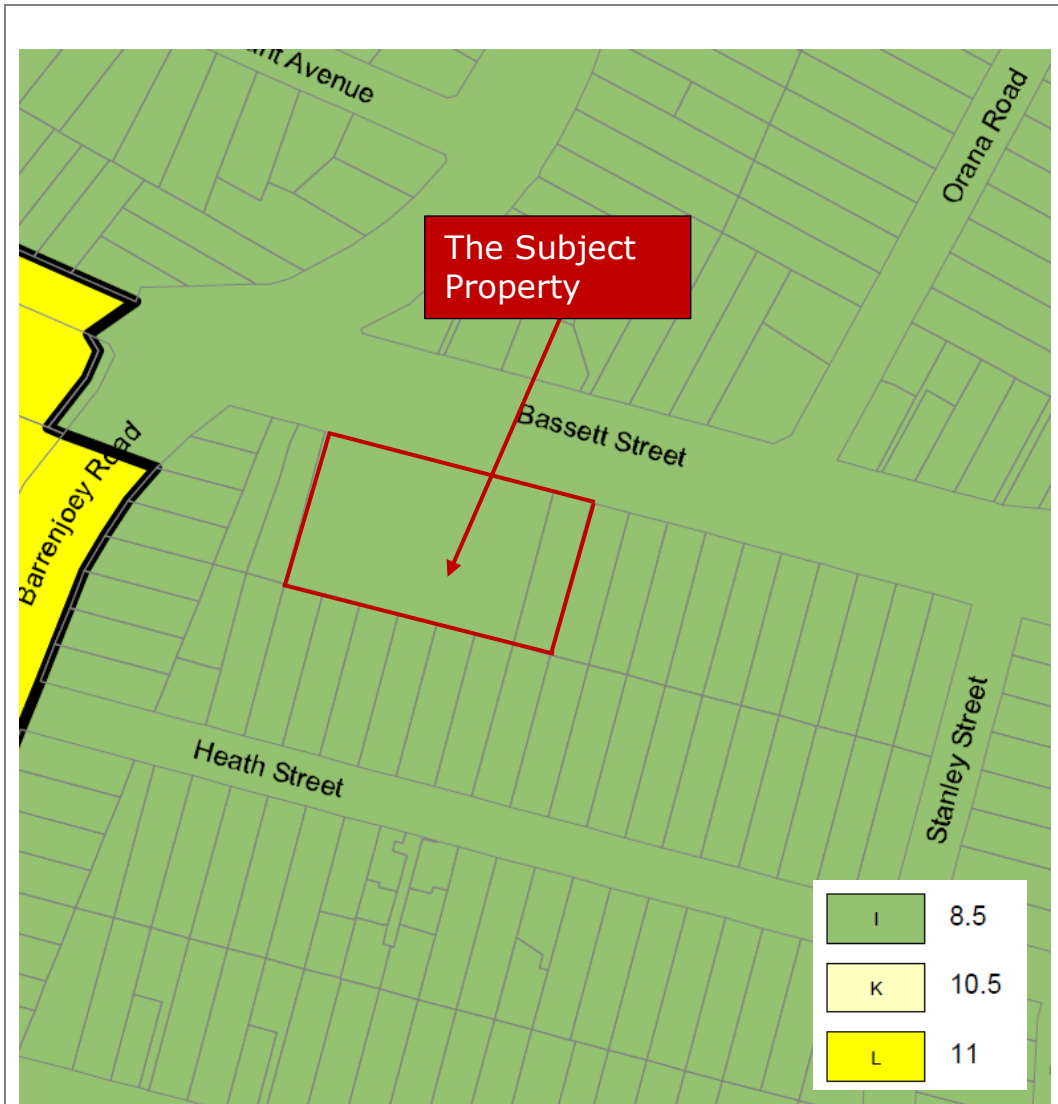 Avenue
Orana Road
The Subject
Property
Bassett Street
Barrenjoey Road
Heath Street
Stanley Street
I 8.5
K 10.5
L 11